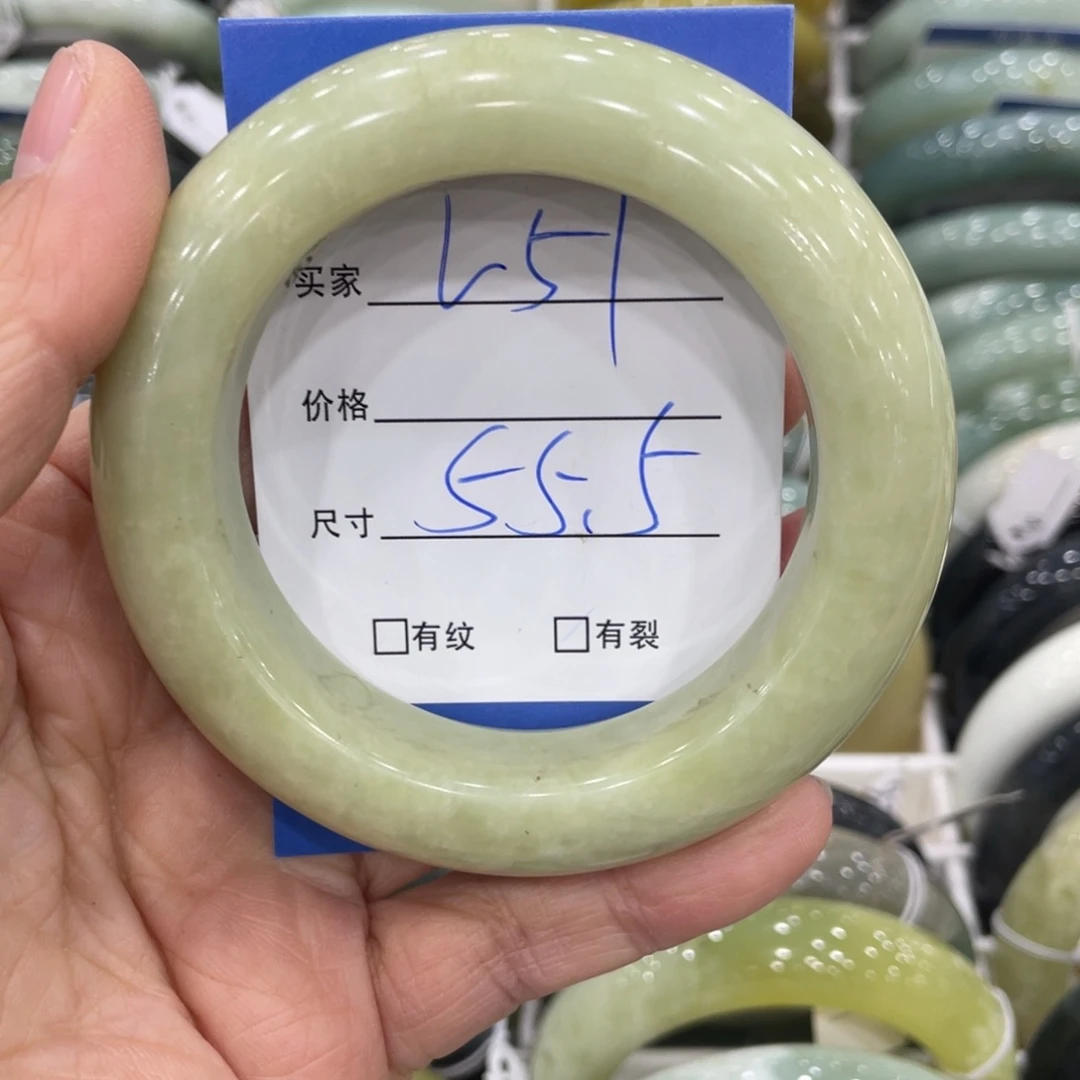 买家 651
价格
尺寸 55.5
□有纹 □有裂